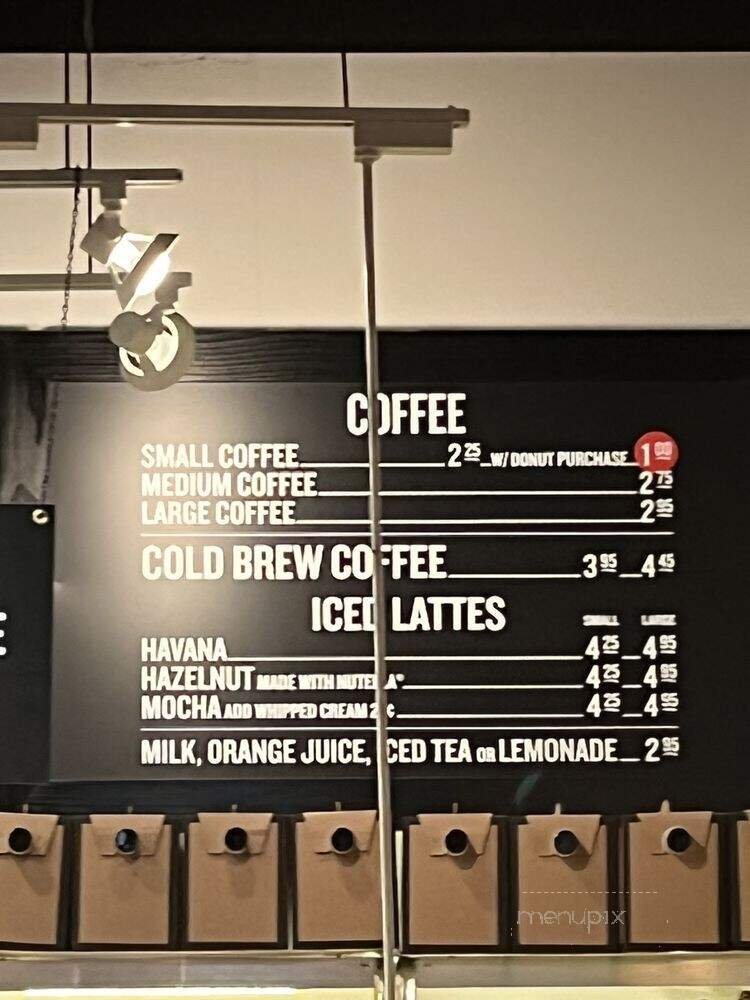 COFFEE
SMALL COFFEE 2 25 W/ DONUT PURCHASE 1 00
MEDIUM COFFEE 2 75
LARGE COFFEE 2 95
COLD BREW COFFEE 3 95 4 45
ICED LATTES
SMALL LARGE
HAVANA 4 25 4 95
HAZELNUT MADE WITH NUTELLA® 4 25 4 95
MOCHA ADD WHIPPED CREAM 4 25 4 95
MILK, ORANGE JUICE, ICED TEA OR LEMONADE 2 95
menupix